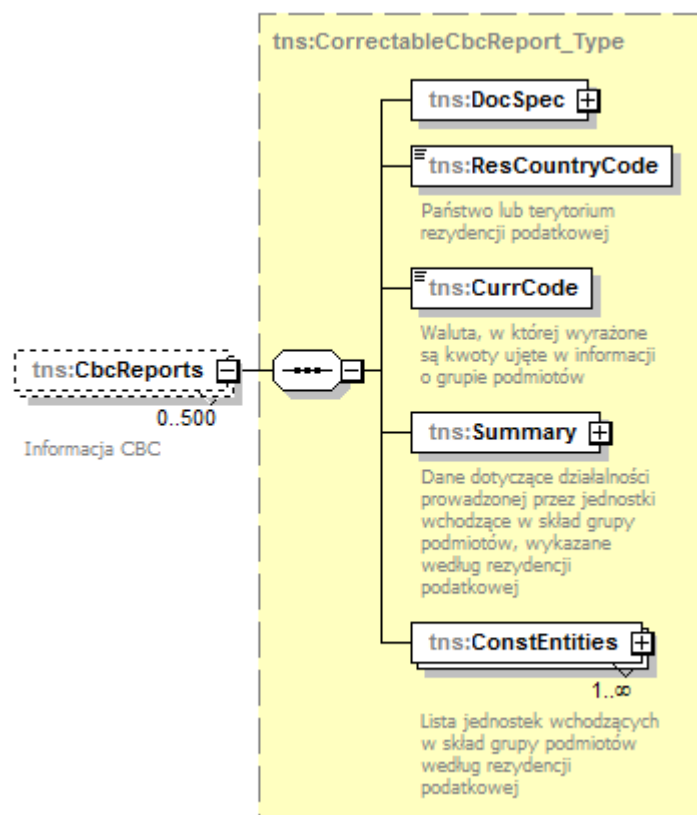 tns:CorrectableCbcReport_Type
tns:DocSpec
tns:ResCountryCode
Państwo lub terytorium
rezydencji podatkowej
tns:CurrCode
Waluta, w której wyrażone
są kwoty ujęte w informacji
o grupie podmiotów
tns:CbcReports
0..500
Informacja CBC
tns:Summary
Dane dotyczące działalności
prowadzonej przez jednostki
wchodzące w skład grupy
podmiotów, wykazane
według rezydencji
podatkowej
tns:ConstEntities
1..∞
Lista jednostek wchodzących
w skład grupy podmiotów
według rezydencji
podatkowej